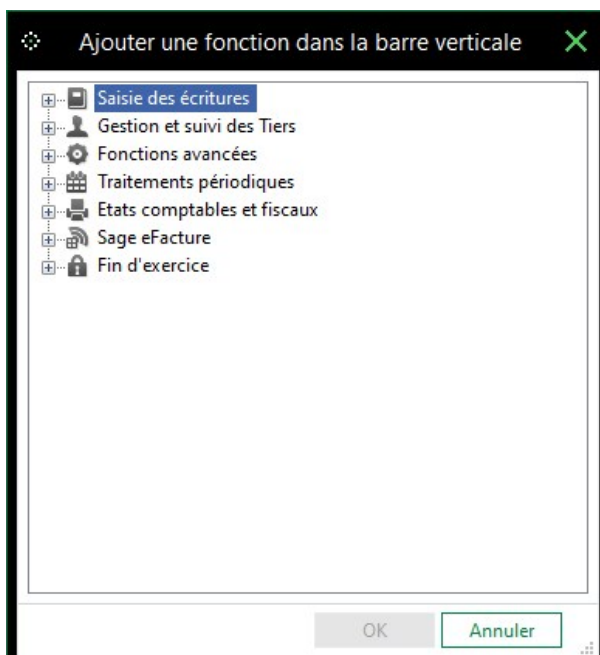 Ajouter une fonction dans la barre verticale
Saisie des écritures
Gestion et suivi des Tiers
Fonctions avancées
Traitements périodiques
Etats comptables et fiscaux
Sage eFacture
Fin d'exercice
OK
Annuler